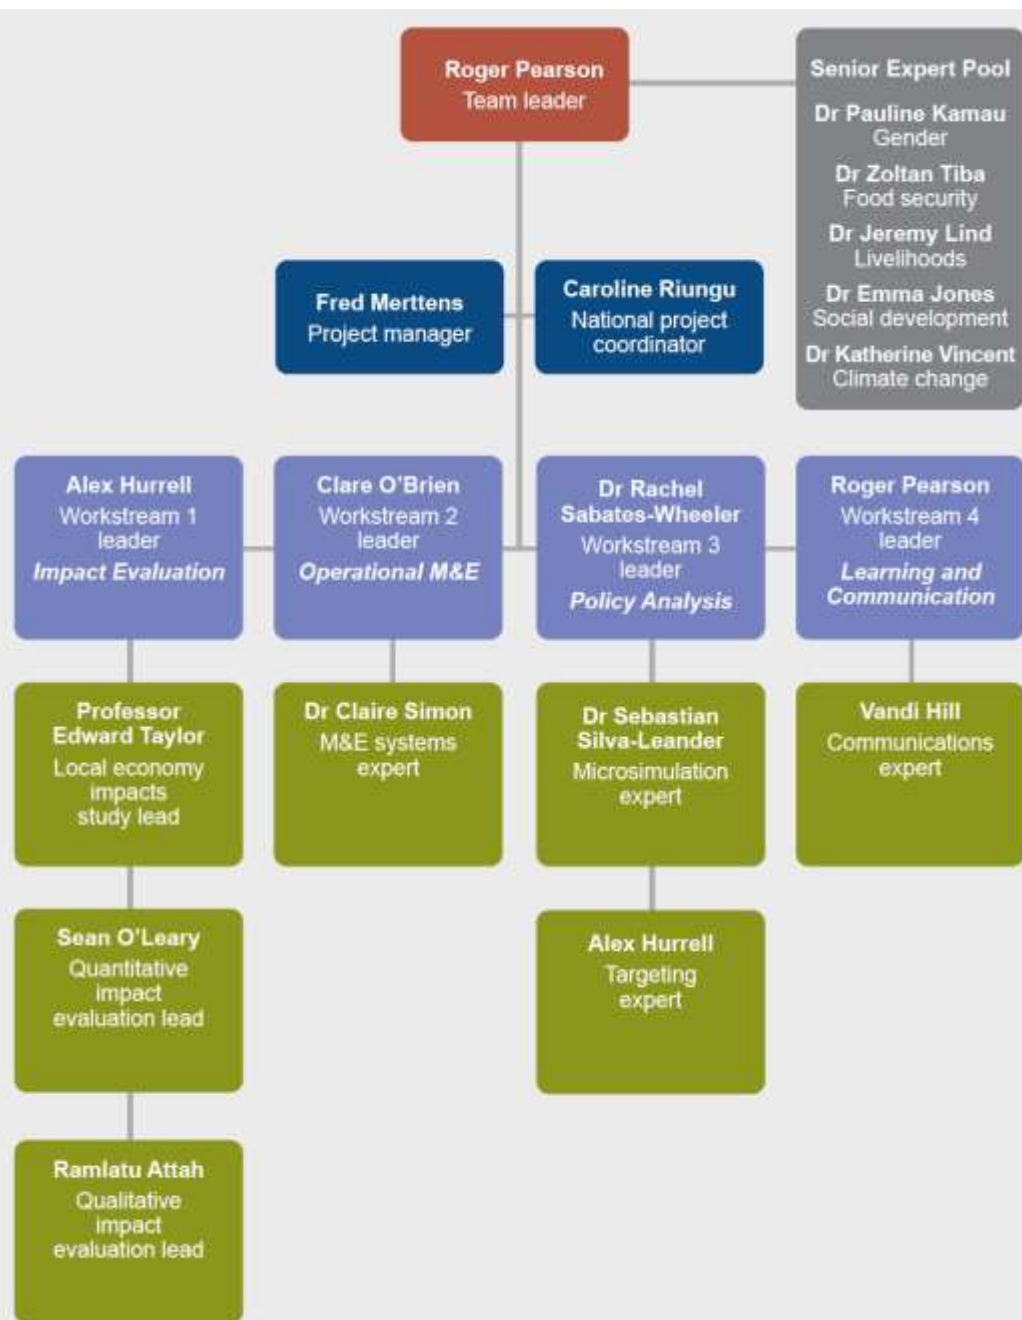 Roger Pearson
Team leader
Senior Expert Pool
Dr Pauline Kamau
Gender
Dr Zoltan Tiba
Food security
Dr Jeremy Lind
Livelihoods
Dr Emma Jones
Social development
Dr Katherine Vincent
Climate change
Fred Merttens
Project manager
Caroline Riungu
National project
coordinator
Alex Hurrell
Workstream 1
leader
Impact Evaluation
Clare O'Brien
Workstream 2
leader
Operational M&E
Dr Rachel
Sabates-Wheeler
Workstream 3
leader
Policy Analysis
Roger Pearson
Workstream 4
leader
Learning and
Communication
Professor
Edward Taylor
Local economy
impacts
study lead
Dr Claire Simon
M&E systems
expert
Dr Sebastian
Silva-Leander
Microsimulation
expert
Vandi Hill
Communications
expert
Sean O'Leary
Quantitative
impact
evaluation lead
Alex Hurrell
Targeting
expert
Ramlatu Attah
Qualitative
impact
evaluation lead